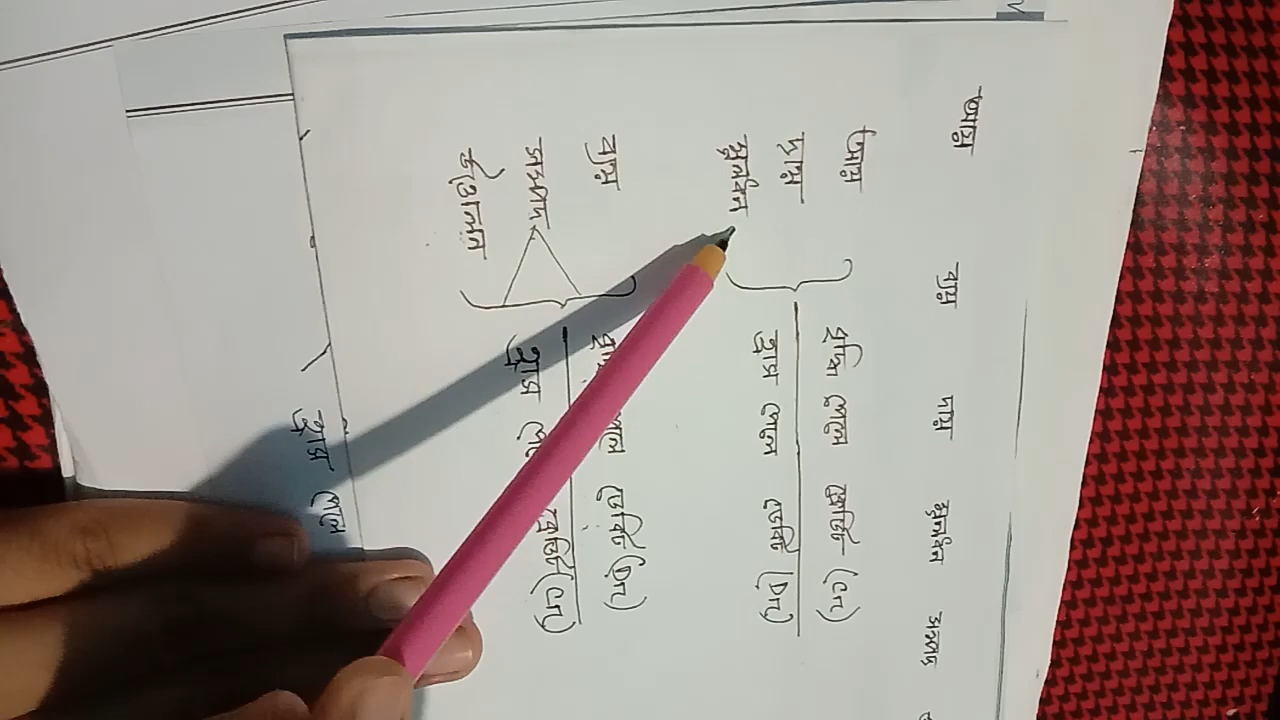 আয় ব্যয় দায় মূলধন সম্পদ
আয়
দায়
মূলধন
বৃদ্ধি পেলে ক্রেডিট (Cr)
হ্রাস পেলে ডেবিট (Dr)
ব্যয়
সম্পদ
উত্তোলন
পেলে ডেবিট (Dr)
হ্রাস ক্রেডিট (Cr)
হ্রাস পেলে